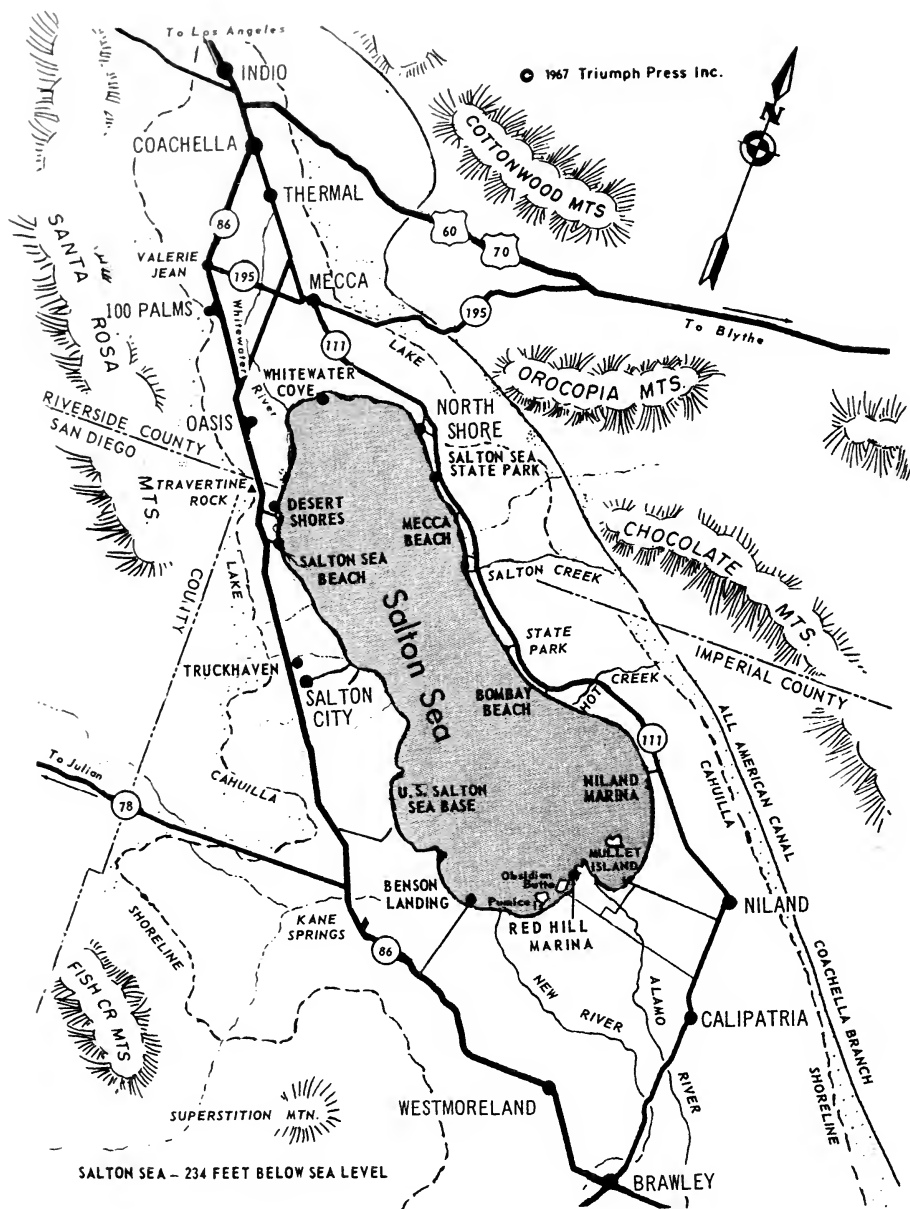 To Los Angeles
INDIO
© 1967 Triumph Press Inc.
N
COTTONWOOD MTS
COACHELLA
THERMAL
86
60
70
SANTA
ROSA
MTS.
VALERIE
JEAN
195
MECCA
195
100 PALMS
Whitewater
River
111
LAKE
To Blythe
WHITEWATER
COVE
OROCOPIA MTS.
RIVERSIDE COUNTY
SAN DIEGO
COUNTY
OASIS
NORTH
SHORE
SALTON SEA
STATE PARK
TRAVERTINE
ROCK
DESERT
SHORES
MECCA
BEACH
CHOCOLATE MTS.
LAKE
SALTON SEA
BEACH
SALTON CREEK
Salton Sea
STATE
PARK
IMPERIAL COUNTY
TRUCKHAVEN
SALTON
CITY
BOMBAY
BEACH
HOT CREEK
ALL AMERICAN CANAL
CAHUILLA
111
To Julian
78
CAHUILLA
U.S. SALTON
SEA BASE
NILAND
MARINA
MULLET
ISLAND
BENSON
LANDING
Obsidian
Butte
Pumice
NILAND
SHORELINE
KANE
SPRINGS
RED HILL
MARINA
86
FISH CR MTS
NEW
RIVER
ALAMO
RIVER
CALIPATRIA
COACHELLA BRANCH
SHORELINE
WESTMORELAND
SUPERSTITION MTN.
SALTON SEA – 234 FEET BELOW SEA LEVEL
BRAWLEY